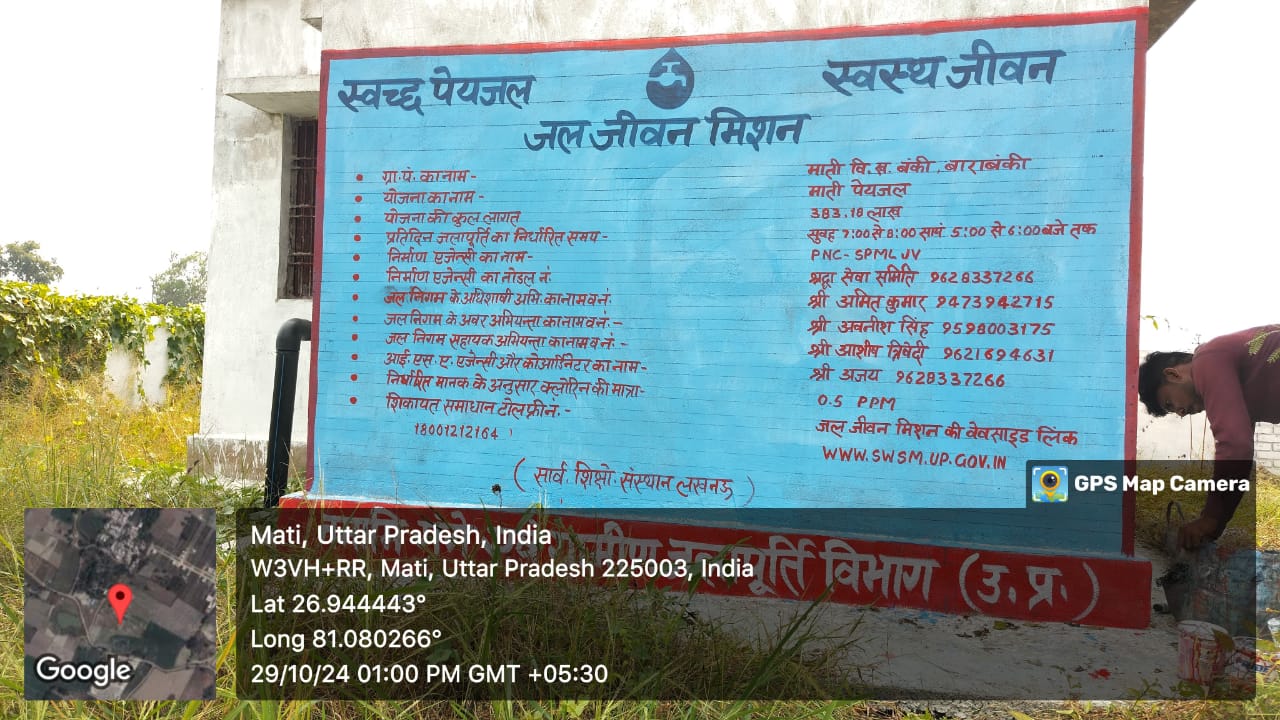 स्वच्छ पेयजल स्वस्थ जीवन
जल जीवन मिशन
• ग्रा. पं. का नाम - माती वि. ख. बंकी बाराबंकी
• योजना का नाम - माती पेयजल
• योजना की कुल लागत 383.18 लाख
• प्रतिदिन जलापूर्ति का निर्धारित समय - सुबह 7:00 से 8:00 सायं 5:00 से 6:00 बजे तक
• निर्माण एजेन्सी का नाम - PNC-SPML JV
• निर्माण एजेन्सी का नोडल नं. श्रद्धा सेवा समिति 9628337266
• जल निगम के अधिशाषी अभि. का नाम व नं. श्री अमित कुमार 9473942715
• जल निगम के अवर अभियन्ता का नाम व नं. - श्री अवनीश सिंह 9598003175
• जल निगम सहायक अभियन्ता का नाम व नं. - श्री आशीष त्रिवेदी 9621694631
• आई. एस. ए. एजेन्सी और कोआर्डिनेटर का नाम - श्री अजय 9628337266
• निर्धारित मानक के अनुसार क्लोरिन की मात्रा - 0.5 PPM
• शिकायत समाधान टोल फ्री नं. - जल जीवन मिशन की वेवसाइड लिंक
18001212164 WWW.SWSM.UP.GOV.IN
(सार्व. शिक्षो. संस्थान लखनऊ)
जलापूर्ति विभाग (उ. प्र.)
GPS Map Camera
Mati, Uttar Pradesh, India
W3VH+RR, Mati, Uttar Pradesh 225003, India
Lat 26.944443°
Long 81.080266°
29/10/24 01:00 PM GMT +05:30
Google